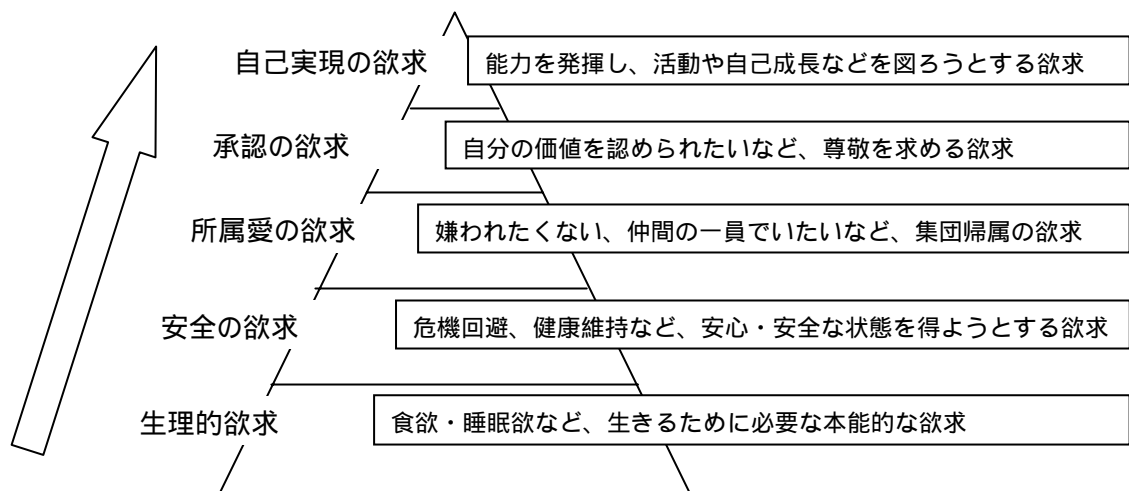 自己実現の欲求
能力を発揮し、活動や自己成長などを図ろうとする欲求
承認の欲求
自分の価値を認められたいなど、尊敬を求める欲求
所属愛の欲求
嫌われたくない、仲間の一員でいたいなど、集団帰属の欲求
安全の欲求
危機回避、健康維持など、安心・安全な状態を得ようとする欲求
生理的欲求
食欲・睡眠欲など、生きるために必要な本能的な欲求